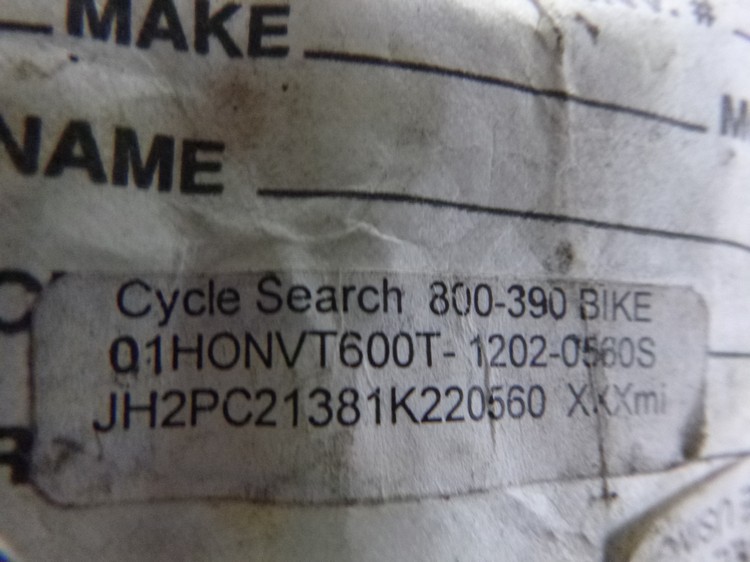 MAKE
NAME
Cycle Search 800-390 BIKE
01HONVT600T- 1202-0560S
JH2PC21381K220560 XXXmi